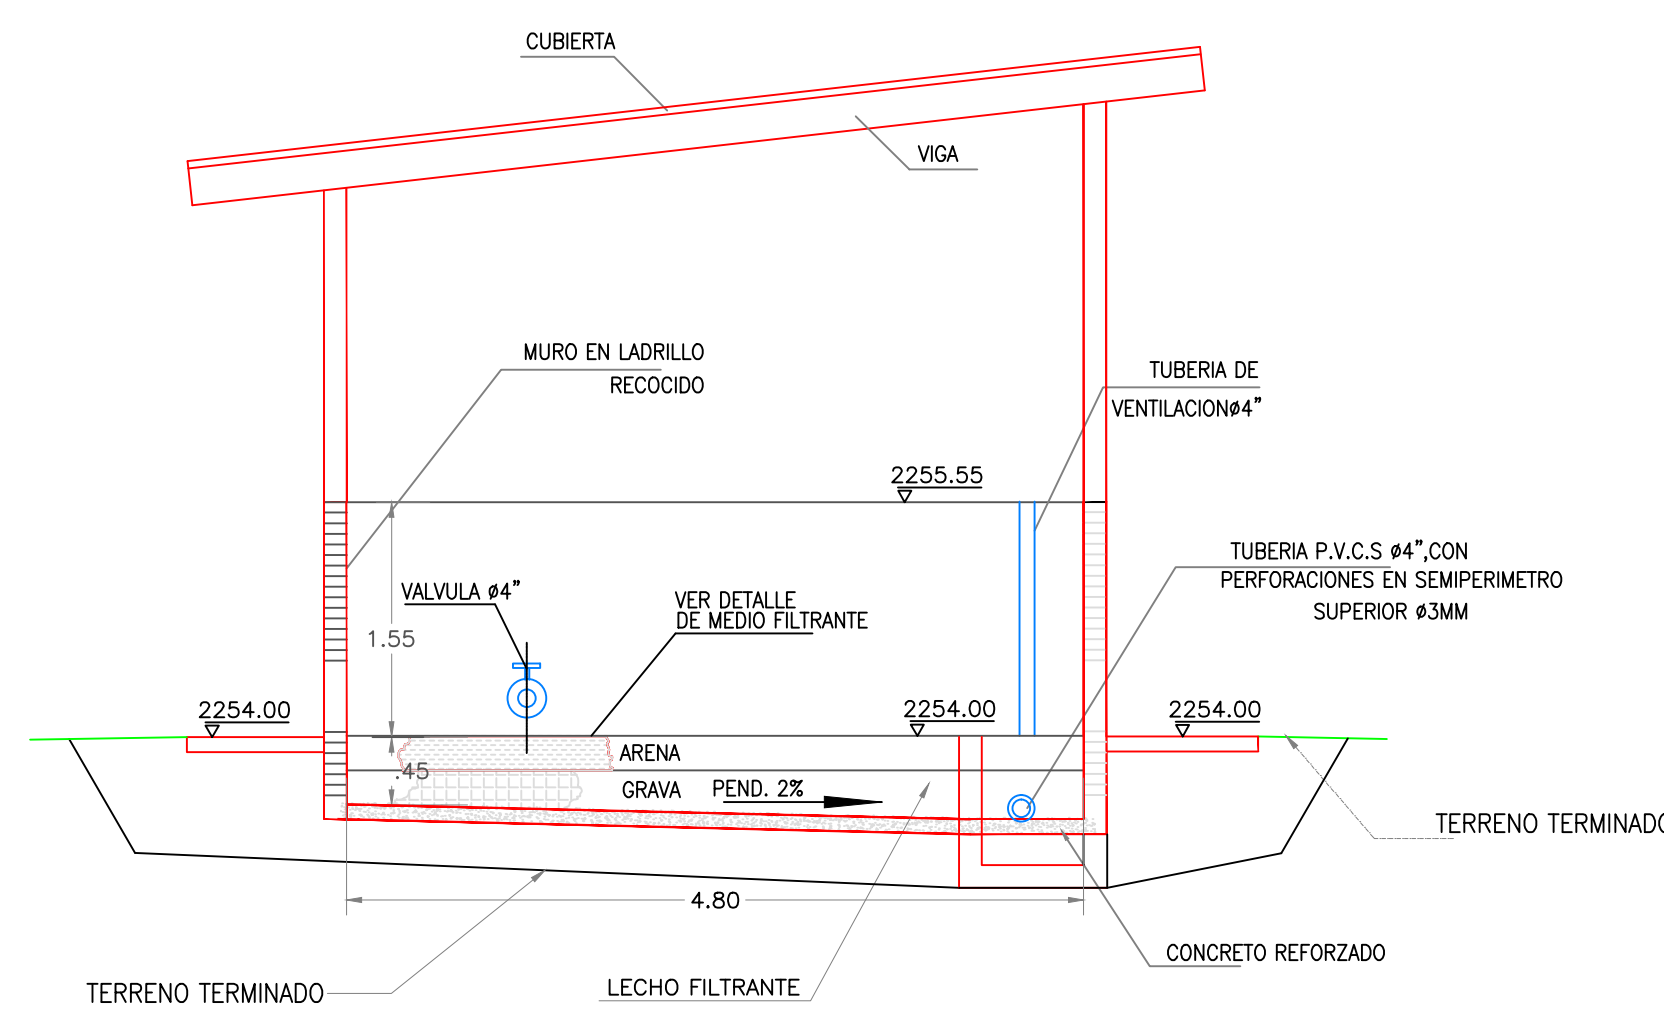 CUBIERTA
VIGA
MURO EN LADRILLO
RECOCIDO
TUBERIA DE
VENTILACIONø4"
2255.55
TUBERIA P.V.C.S ø4",CON
PERFORACIONES EN SEMIPERIMETRO
SUPERIOR ø3MM
VALVULA ø4"
VER DETALLE
DE MEDIO FILTRANTE
1.55
2254.00
2254.00
2254.00
ARENA
.45
GRAVA
PEND. 2%
TERRENO TERMINADO
4.80
CONCRETO REFORZADO
TERRENO TERMINADO
LECHO FILTRANTE